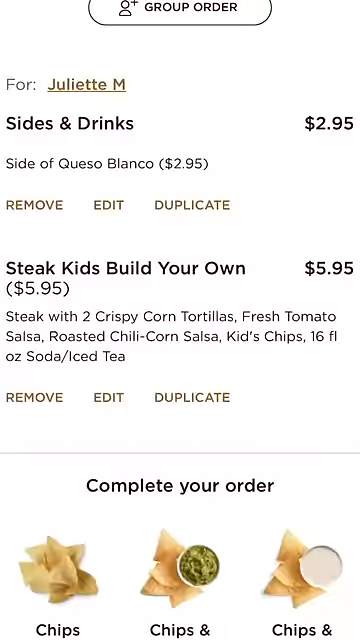 GROUP ORDER
For: Juliette M
Sides & Drinks $2.95
Side of Queso Blanco ($2.95)
REMOVE EDIT DUPLICATE
Steak Kids Build Your Own $5.95
($5.95)
Steak with 2 Crispy Corn Tortillas, Fresh Tomato
Salsa, Roasted Chili-Corn Salsa, Kid's Chips, 16 fl
oz Soda/Iced Tea
REMOVE EDIT DUPLICATE
Complete your order
Chips Chips & Chips &